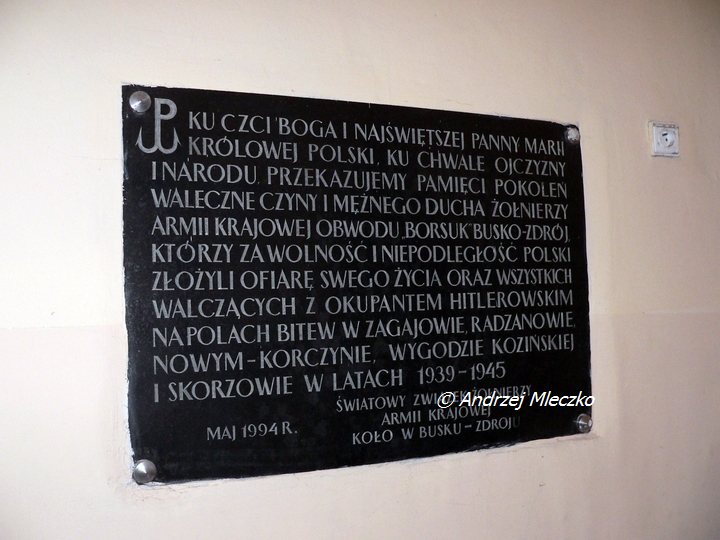 KU CZCI BOGA I NAJŚWIĘTSZEJ PANNY MARII
KRÓLOWEJ POLSKI, KU CHWALE OJCZYZNY
I NARODU, PRZEKAZUJEMY PAMIĘCI POKOLEŃ
WALECZNE CZYNY I MĘŻNEGO DUCHA ŻOŁNIERZY
ARMII KRAJOWEJ OBWODU „BORSUK" BUSKO-ZDRÓJ,
KTÓRZY ZA WOLNOŚĆ I NIEPODLEGŁOŚĆ POLSKI
ZŁOŻYLI OFIARĘ SWEGO ŻYCIA ORAZ WSZYSTKICH
WALCZĄCYCH Z OKUPANTEM HITLEROWSKIM
NA POLACH BITEW W ZAGAJOWIE, RADZANOWIE,
NOWYM-KORCZYNIE, WYGODZIE KOZIŃSKIEJ
I SKORZOWIE W LATACH 1939-1945
ŚWIATOWY ZWIĄZEK ŻOŁNIERZY
ARMII KRAJOWEJ
KOŁO W BUSKU-ZDROJU
MAJ 1994 R.
© Andrzej Mleczko